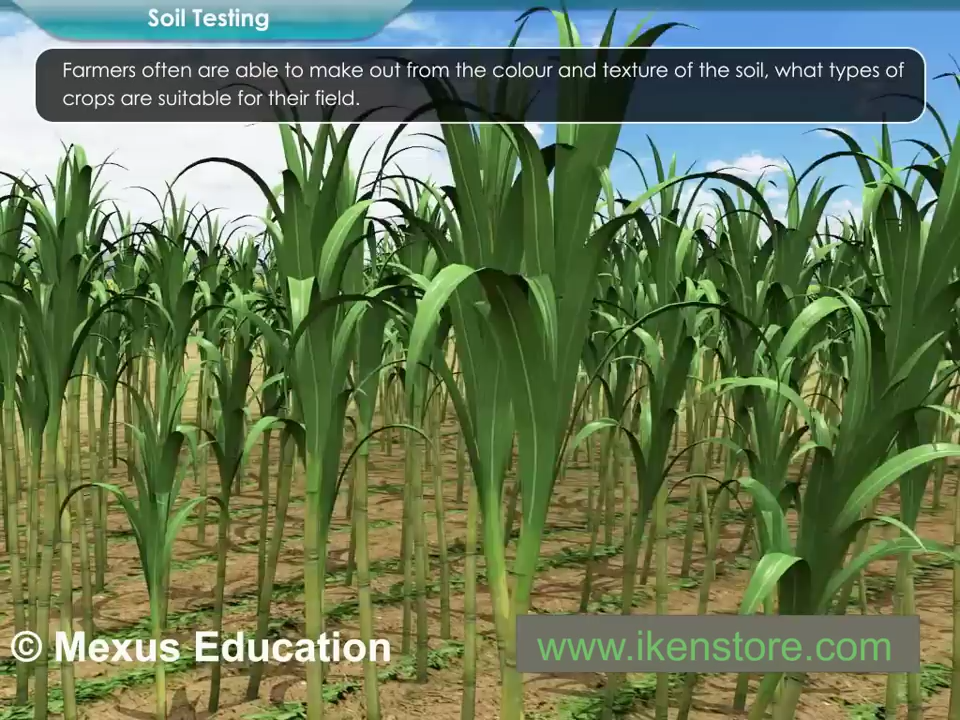 Soil Testing
Farmers often are able to make out from the colour and texture of the soil, what types of
crops are suitable for their field.
© Mexus Education
www.ikenstore.com